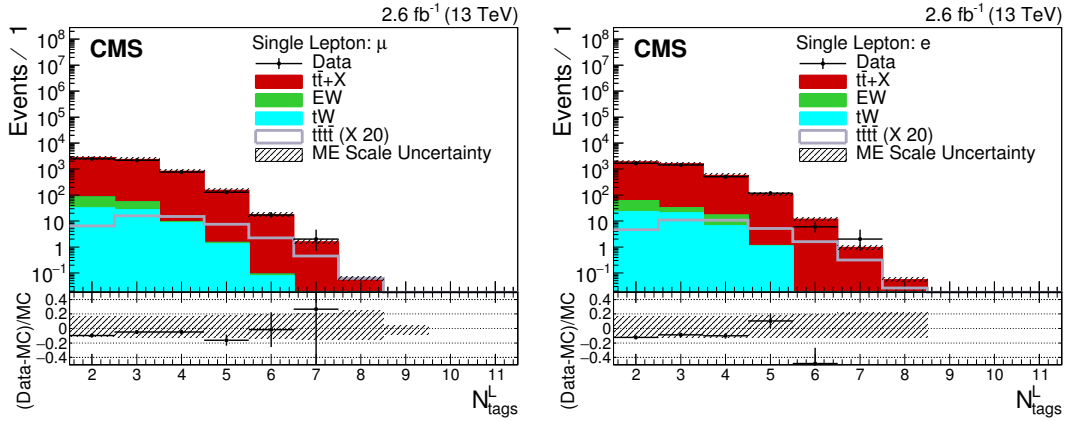 2.6 fb⁻¹ (13 TeV)
CMS
Single Lepton: μ
Data
tt̄+X
EW
tW
tt̄tt̄ (X 20)
ME Scale Uncertainty
Events / 1
10⁸
10⁷
10⁶
10⁵
10⁴
10³
10²
10
1
10⁻¹
(Data-MC)/MC
0.4
0.2
0
−0.2
−0.4
2 3 4 5 6 7 8 9 10 11
N^L_tags
2.6 fb⁻¹ (13 TeV)
CMS
Single Lepton: e
Data
tt̄+X
EW
tW
tt̄tt̄ (X 20)
ME Scale Uncertainty
Events / 1
10⁸
10⁷
10⁶
10⁵
10⁴
10³
10²
10
1
10⁻¹
(Data-MC)/MC
0.4
0.2
0
−0.2
−0.4
2 3 4 5 6 7 8 9 10 11
N^L_tags